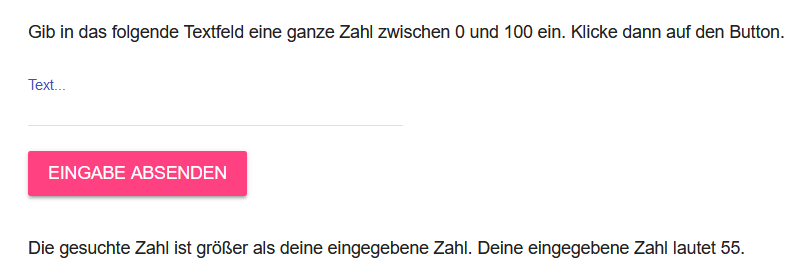 Gib in das folgende Textfeld eine ganze Zahl zwischen 0 und 100 ein. Klicke dann auf den Button.
Text...
EINGABE ABSENDEN
Die gesuchte Zahl ist größer als deine eingegebene Zahl. Deine eingegebene Zahl lautet 55.